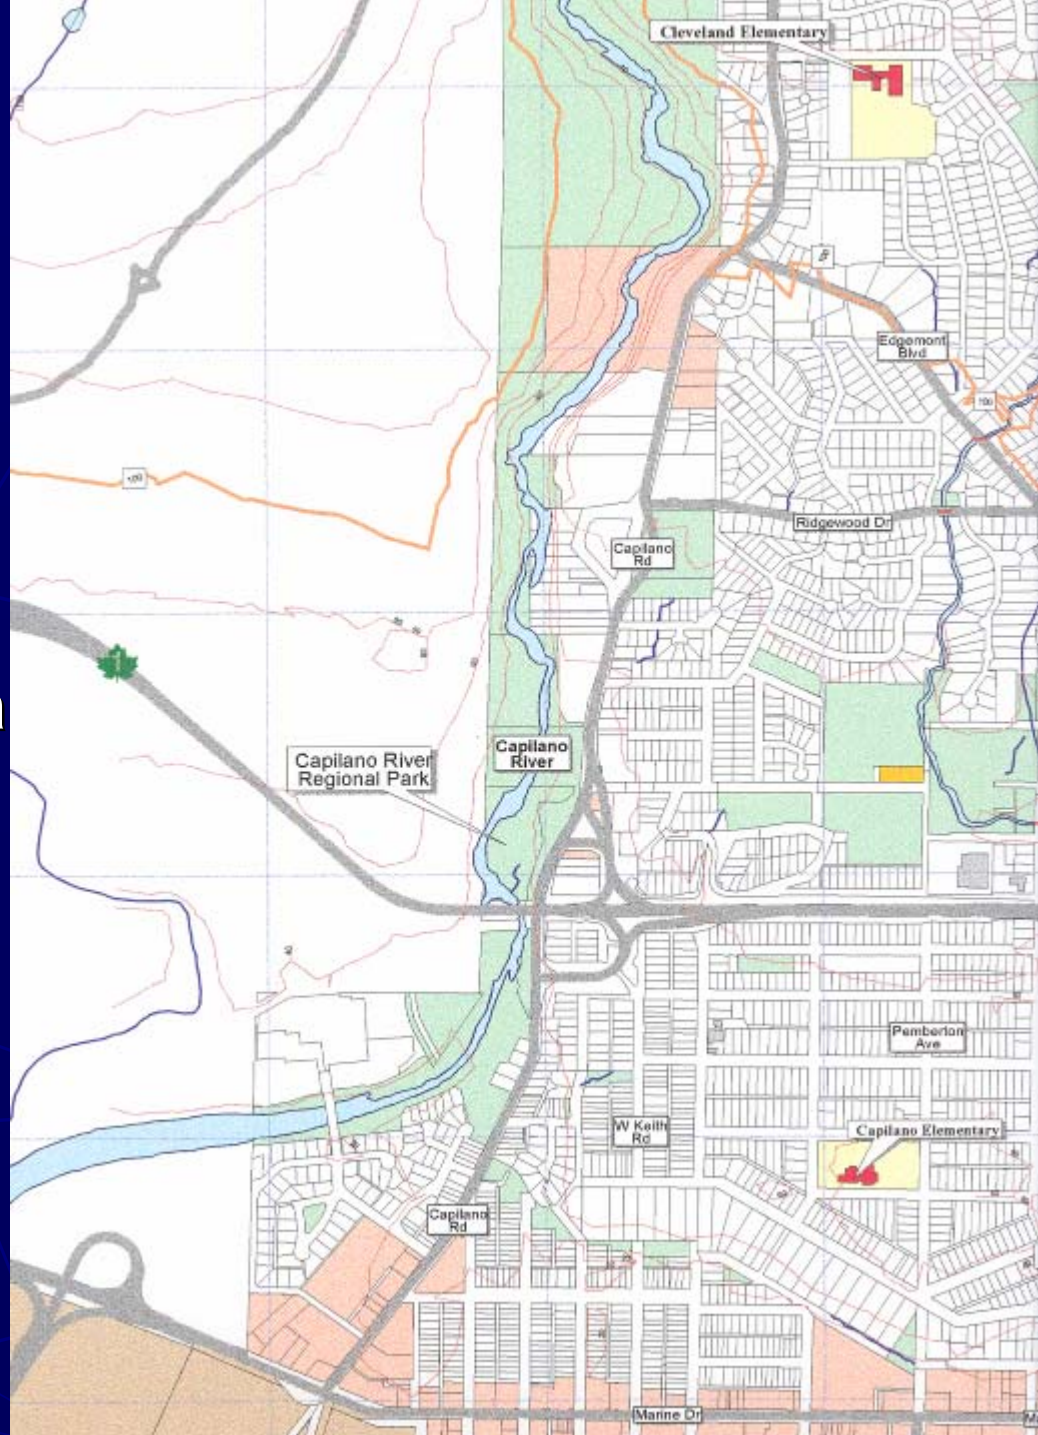 Cleveland Elementary
Edgemont
Blvd
Ridgewood Dr
Capilano
Rd
Capilano River
Regional Park
Capilano
River
Pemberton
Ave
W Keith
Rd
Capilano Elementary
Capilano
Rd
Marine Dr